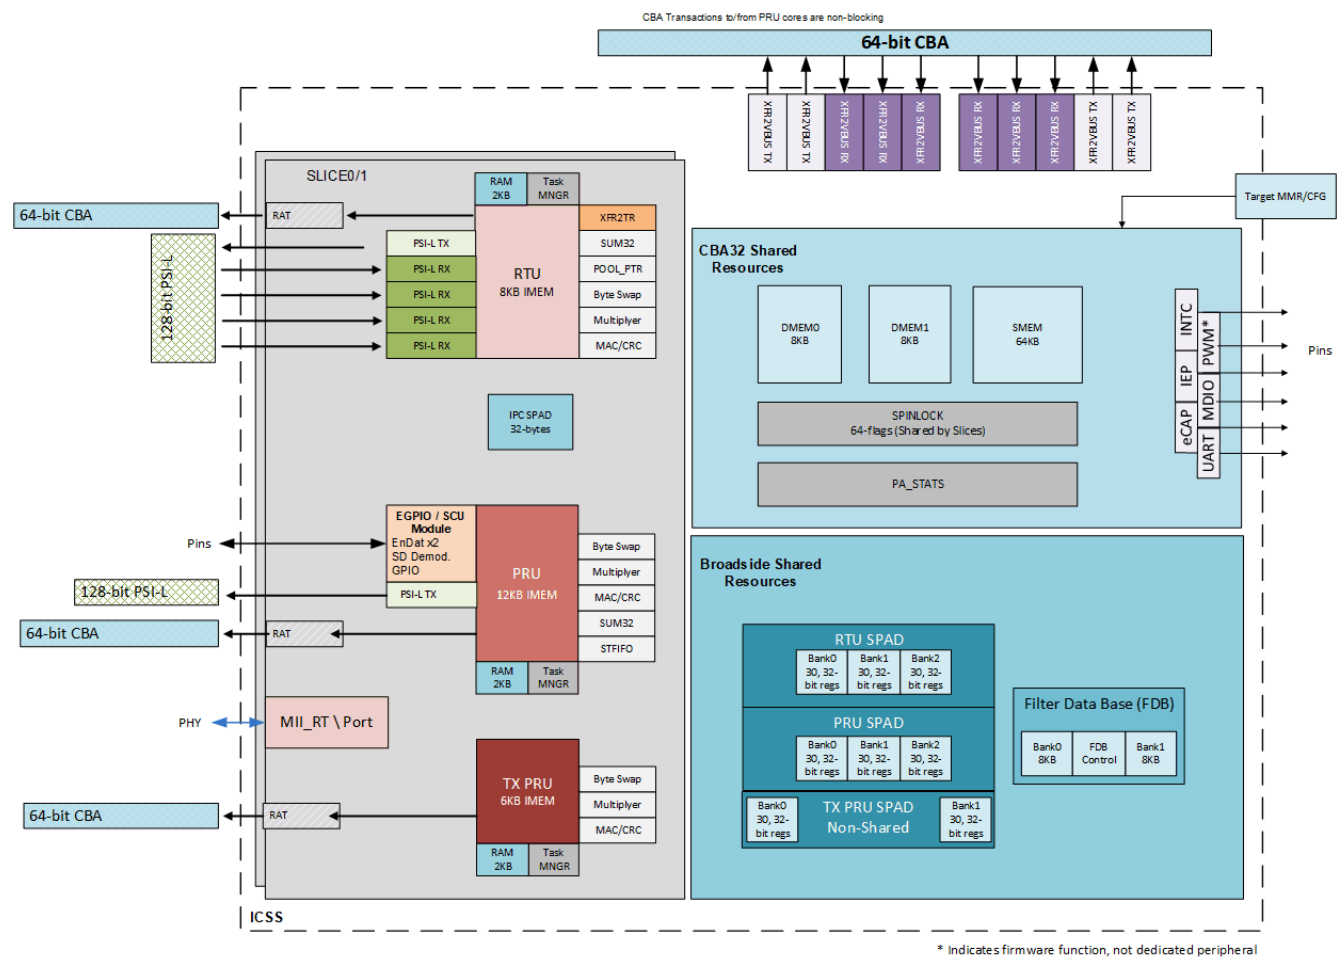 CBA Transactions to/from PRU cores are non-blocking
64-bit CBA
XFR2VBUS TX
XFR2VBUS TX
XFR2VBUS RX
XFR2VBUS RX
XFR2VBUS RX
XFR2VBUS RX
XFR2VBUS RX
XFR2VBUS RX
XFR2VBUS TX
XFR2VBUS TX
SLICE0/1
RAM
2KB
Task
MNGR
64-bit CBA
RAT
XFR2TR
128-bit PSI-L
PSI-L TX
PSI-L RX
PSI-L RX
PSI-L RX
PSI-L RX
RTU
8KB IMEM
SUM32
POOL_PTR
Byte Swap
Multiplyer
MAC/CRC
IPC SPAD
32-bytes
Pins
EGPIO / SCU
Module
EnDat x2
SD Demod.
GPIO
128-bit PSI-L
PSI-L TX
PRU
12KB IMEM
Byte Swap
Multiplyer
MAC/CRC
SUM32
STFIFO
64-bit CBA
RAT
RAM
2KB
Task
MNGR
PHY
MII_RT \ Port
TX PRU
6KB IMEM
Byte Swap
Multiplyer
MAC/CRC
64-bit CBA
RAT
RAM
2KB
Task
MNGR
ICSS
Target MMR/CFG
CBA32 Shared
Resources
DMEM0
8KB
DMEM1
8KB
SMEM
64KB
SPINLOCK
64-flags (Shared by Slices)
PA_STATS
INTC
PWM*
IEP
MDIO
eCAP
UART
Pins
Broadside Shared
Resources
RTU SPAD
Bank0
30, 32-
bit regs
Bank1
30, 32-
bit regs
Bank2
30, 32-
bit regs
PRU SPAD
Bank0
30, 32-
bit regs
Bank1
30, 32-
bit regs
Bank2
30, 32-
bit regs
Bank0
30, 32-
bit regs
TX PRU SPAD
Non-Shared
Bank1
30, 32-
bit regs
Filter Data Base (FDB)
Bank0
8KB
FDB
Control
Bank1
8KB
* Indicates firmware function, not dedicated peripheral